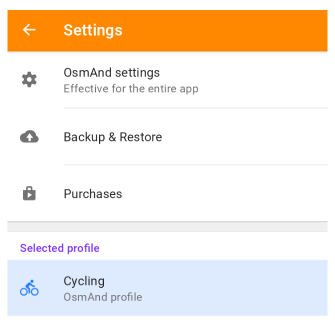 Settings
OsmAnd settings
Effective for the entire app
Backup & Restore
Purchases
Selected profile
Cycling
OsmAnd profile